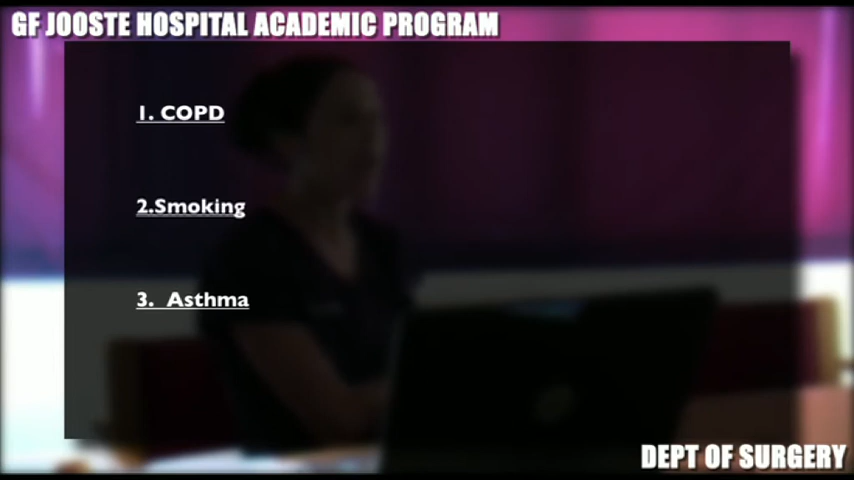 GF JOOSTE HOSPITAL ACADEMIC PROGRAM
1. COPD
2.Smoking
3. Asthma
DEPT OF SURGERY